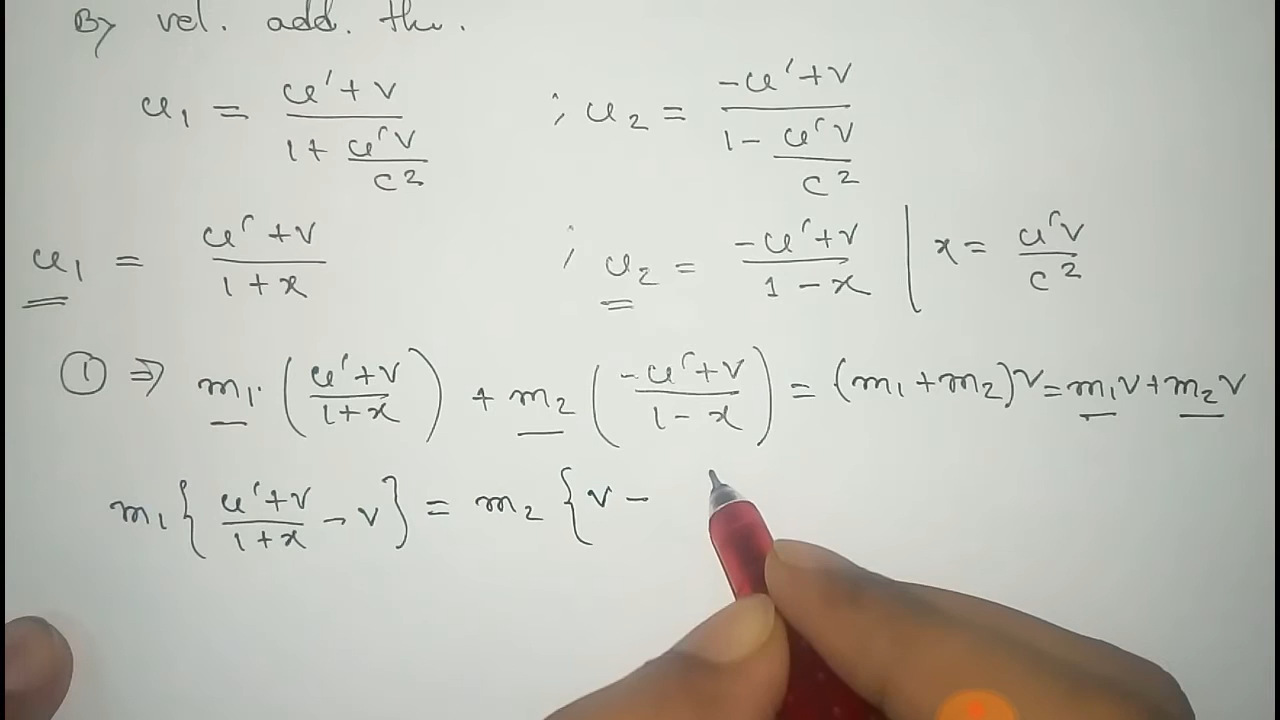 By vel. add. thm.
u₁ = (u'+v)/(1+(u'v)/c²) ; u₂ = (-u'+v)/(1-(u'v)/c²)
u₁ = (u'+v)/(1+x) ; u₂ = (-u'+v)/(1-x) | x = (u'v)/c²
① ⇒ m₁·((u'+v)/(1+x)) + m₂((-u'+v)/(1-x)) = (m₁+m₂)v = m₁v+m₂v
m₁{(u'+v)/(1+x) - v} = m₂{v -